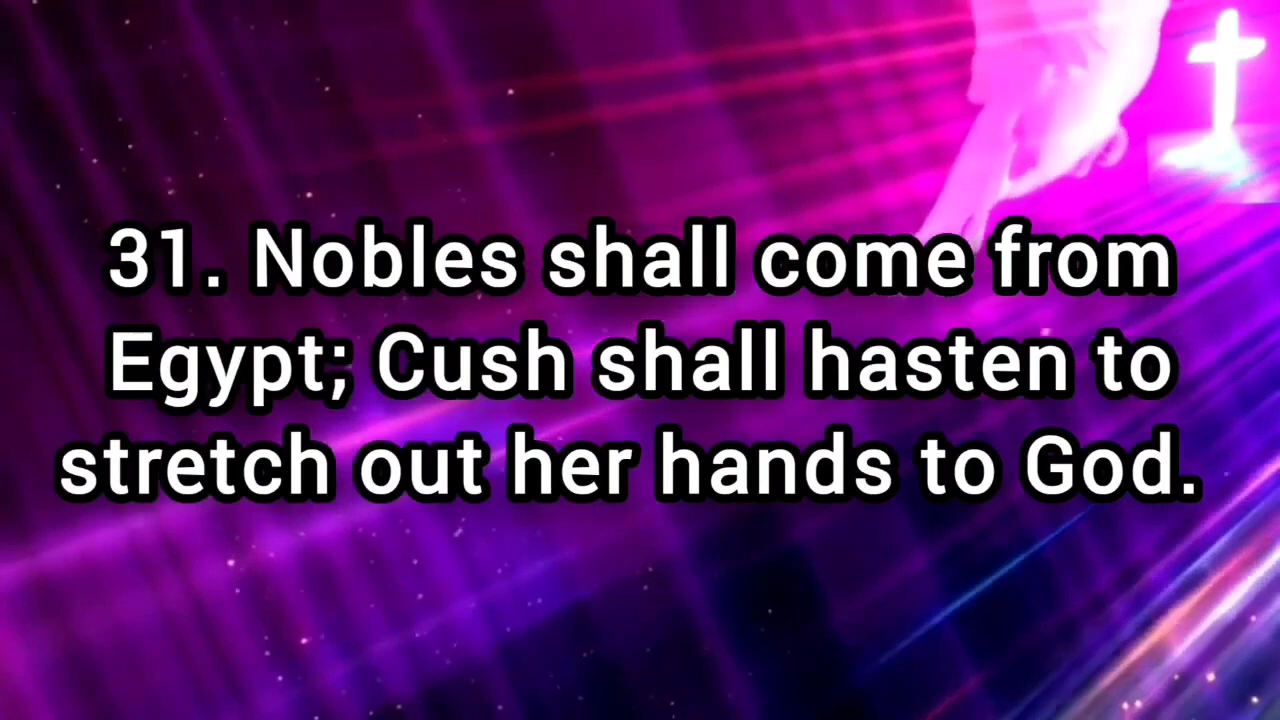 31. Nobles shall come from
Egypt; Cush shall hasten to
stretch out her hands to God.